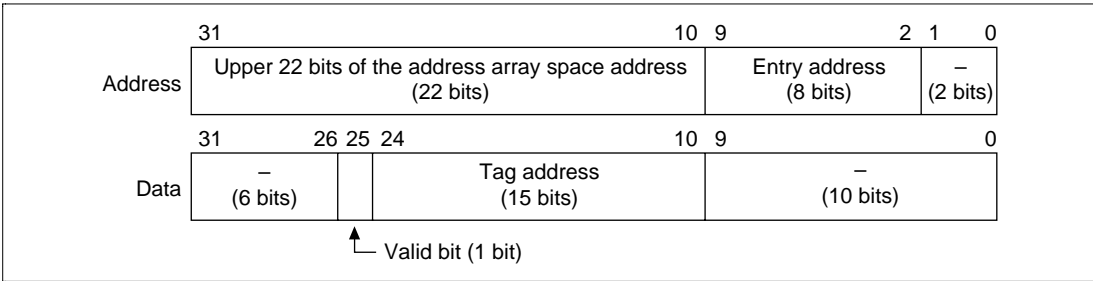 31 10 9 2 1 0
Address Upper 22 bits of the address array space address Entry address –
(22 bits) (8 bits) (2 bits)
31 26 25 24 10 9 0
Data – Tag address –
(6 bits) (15 bits) (10 bits)
Valid bit (1 bit)